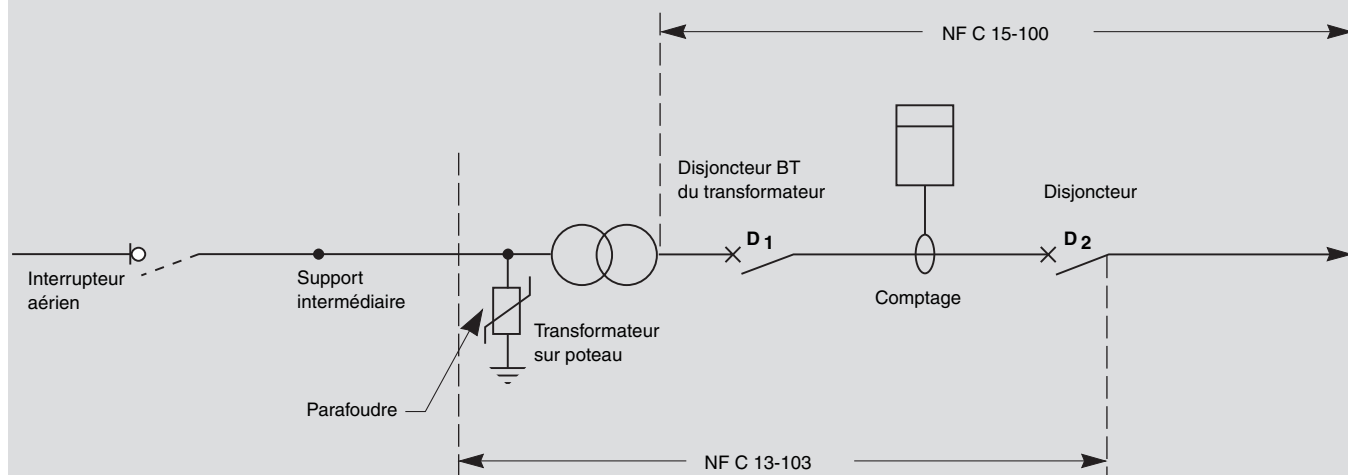 NF C 15-100
Disjoncteur BT
du transformateur
Disjoncteur
D1
D2
Interrupteur
aérien
Support
intermédiaire
Comptage
Transformateur
sur poteau
Parafoudre
NF C 13-103